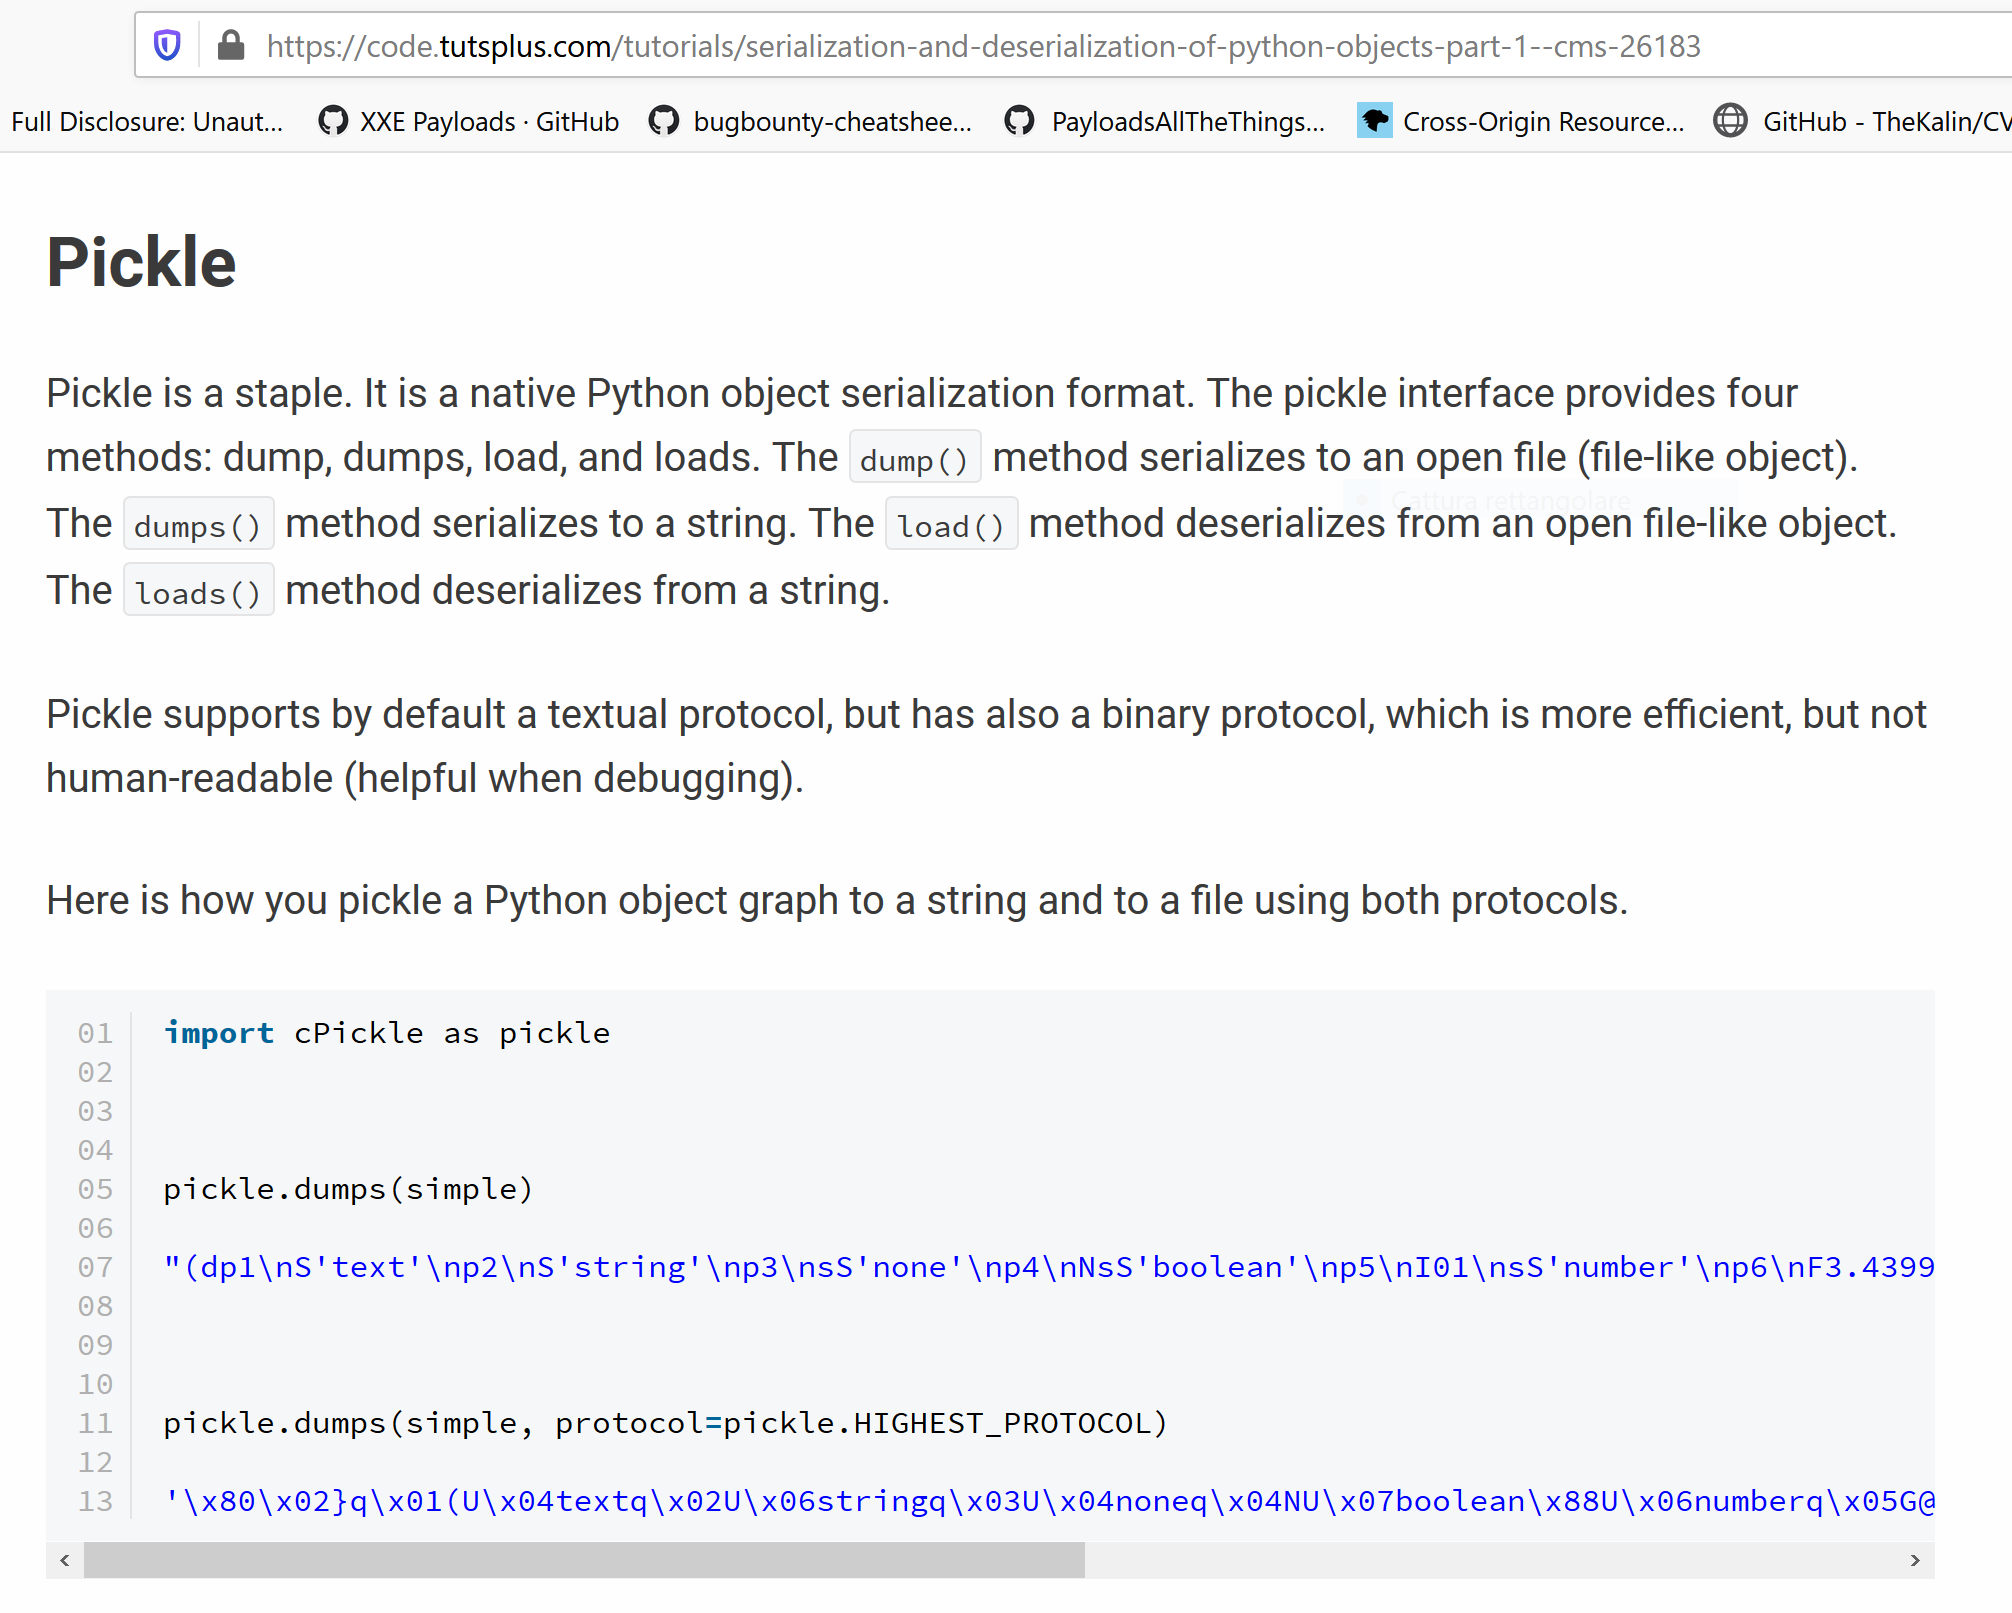 https://code.tutsplus.com/tutorials/serialization-and-deserialization-of-python-objects-part-1--cms-26183
Full Disclosure: Unaut... XXE Payloads · GitHub bugbounty-cheatshee... PayloadsAllTheThings... Cross-Origin Resource... GitHub - TheKalin/CV
Pickle
Pickle is a staple. It is a native Python object serialization format. The pickle interface provides four
methods: dump, dumps, load, and loads. The dump() method serializes to an open file (file-like object).
Cattura rettangolare
The dumps() method serializes to a string. The load() method deserializes from an open file-like object.
The loads() method deserializes from a string.
Pickle supports by default a textual protocol, but has also a binary protocol, which is more efficient, but not
human-readable (helpful when debugging).
Here is how you pickle a Python object graph to a string and to a file using both protocols.
01 import cPickle as pickle
02
03
04
05 pickle.dumps(simple)
06
07 "(dp1\nS'text'\np2\nS'string'\np3\nsS'none'\np4\nNsS'boolean'\np5\nI01\nsS'number'\np6\nF3.4399
08
09
10
11 pickle.dumps(simple, protocol=pickle.HIGHEST_PROTOCOL)
12
13 '\x80\x02}q\x01(U\x04textq\x02U\x06stringq\x03U\x04noneq\x04NU\x07boolean\x88U\x06numberq\x05G@